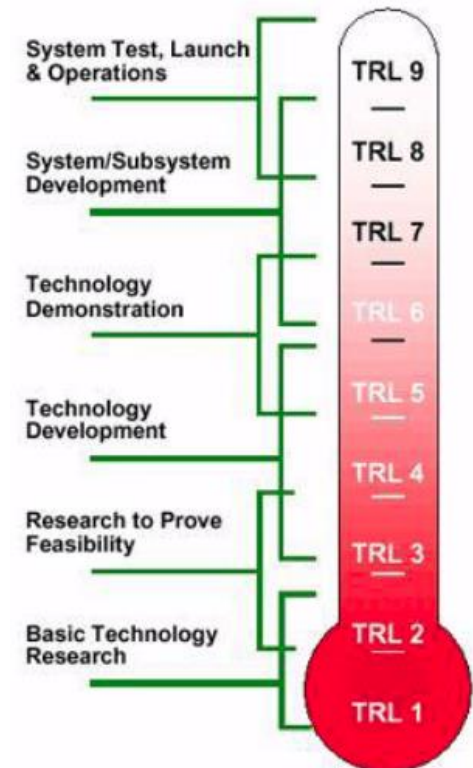 System Test, Launch
& Operations
System/Subsystem
Development
Technology
Demonstration
Technology
Development
Research to Prove
Feasibility
Basic Technology
Research
TRL 9
TRL 8
TRL 7
TRL 6
TRL 5
TRL 4
TRL 3
TRL 2
TRL 1